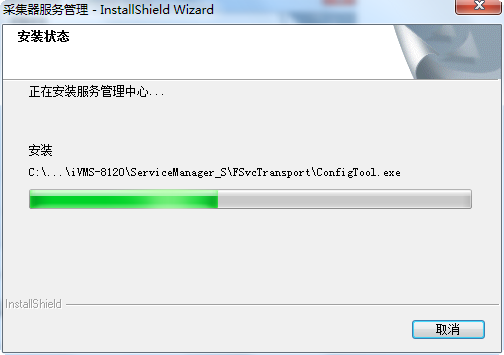 采集器服务管理 - InstallShield Wizard
安装状态
正在安装服务管理中心...
安装
C:\...\iVMS-8120\ServiceManager_S\FSvcTransport\ConfigTool.exe
InstallShield
取消